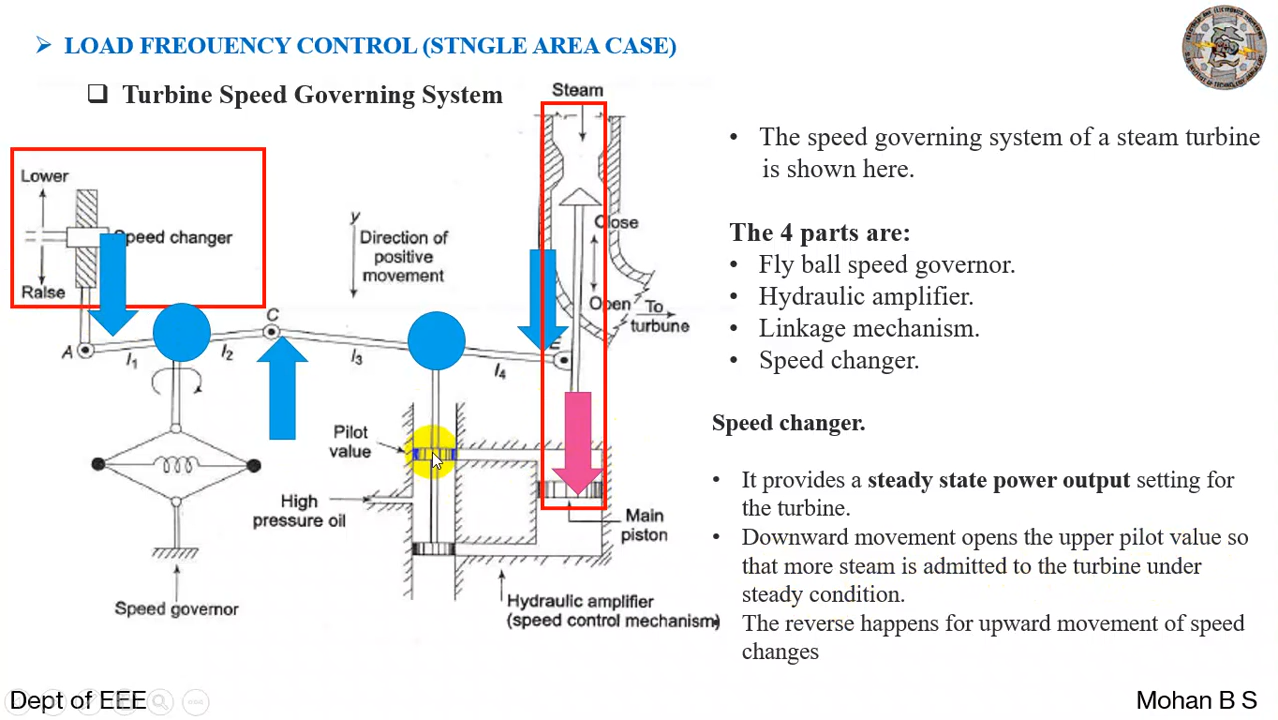 ➢ LOAD FREOUENCY CONTROL (STNGLE AREA CASE)
❑ Turbine Speed Governing System
Steam
Lower
Speed changer
Ralse
y
Direction of
positive
movement
Close
Open
To
turbune
A
l1
l2
C
l3
l4
E
Pilot
value
High
pressure oil
Main
piston
Speed governor
Hydraulic amplifier
(speed control mechanism)
• The speed governing system of a steam turbine
is shown here.
The 4 parts are:
• Fly ball speed governor.
• Hydraulic amplifier.
• Linkage mechanism.
• Speed changer.
Speed changer.
• It provides a steady state power output setting for
the turbine.
• Downward movement opens the upper pilot value so
that more steam is admitted to the turbine under
steady condition.
• The reverse happens for upward movement of speed
changes
Dept of EEE
Mohan B S